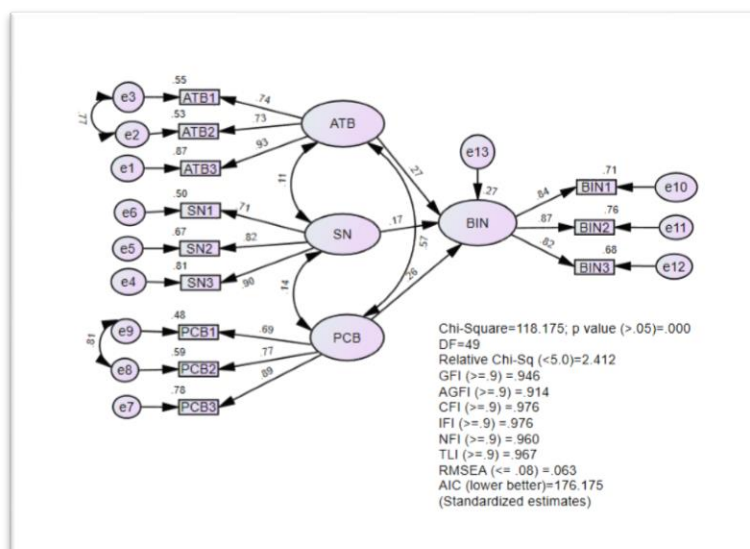 .55
e3 ATB1 .74
.77
.53
e2 ATB2 .73
.87
e1 ATB3 .93
ATB
.11
.50
e6 SN1 .71
.67
e5 SN2 .82
.81
e4 SN3 .90
SN
.14
.48
e9 PCB1 .69
.81
.59
e8 PCB2 .77
.78
e7 PCB3 .89
PCB
.27
.17
.57
.26
e13
.27
BIN
.84
.71
BIN1 e10
.87
.76
BIN2 e11
.82
.68
BIN3 e12
Chi-Square=118.175; p value (>.05)=.000
DF=49
Relative Chi-Sq (<5.0)=2.412
GFI (>=.9) =.946
AGFI (>=.9) =.914
CFI (>=.9) =.976
IFI (>=.9) =.976
NFI (>=.9) =.960
TLI (>=.9) =.967
RMSEA (<= .08) =.063
AIC (lower better)=176.175
(Standardized estimates)